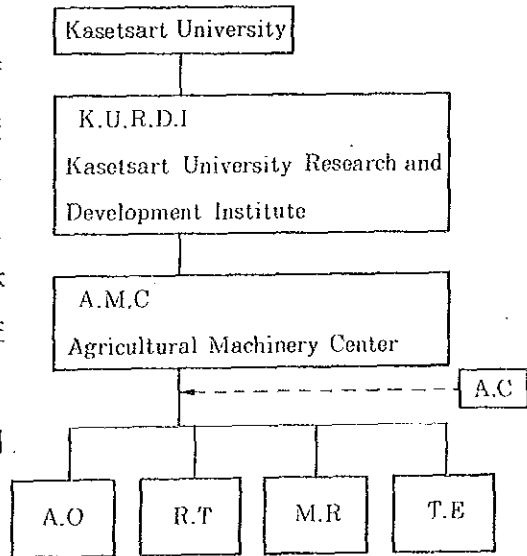 Kasetsart University
K.U.R.D.I
Kasetsart University Research and
Development Institute
A.M.C
Agricultural Machinery Center
A.C
A.O
R.T
M.R
T.E